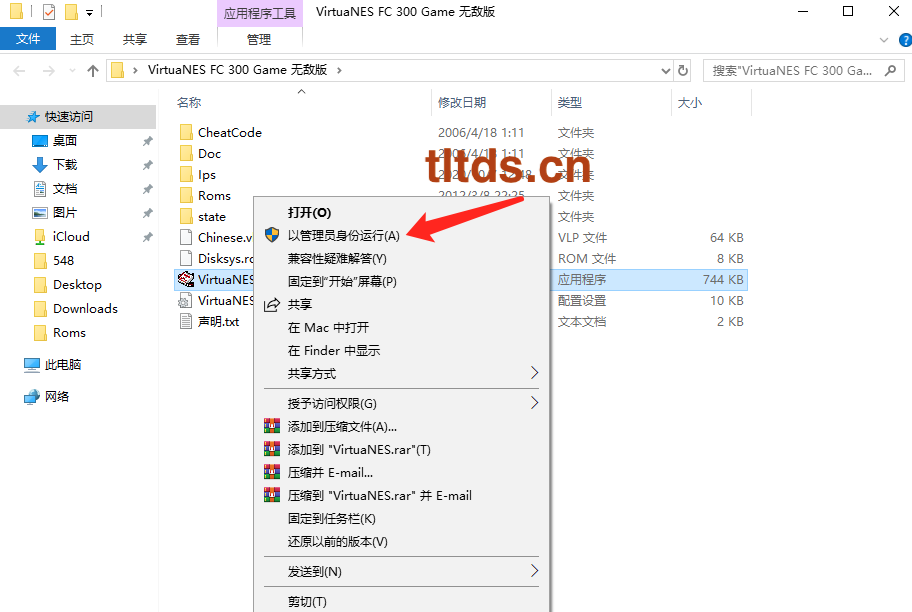 应用程序工具 VirtuaNES FC 300 Game 无敌版
文件 主页 共享 查看 管理
VirtuaNES FC 300 Game 无敌版
搜索"VirtuaNES FC 300 Ga...
名称 修改日期 类型 大小
快速访问
桌面
下载
文档
图片
iCloud
548
Desktop
Downloads
Roms
此电脑
网络
CheatCode 2006/4/18 1:11 文件夹
Doc 文件夹
Ips 文件夹
Roms 2012/3/8 22:25 文件夹
state 文件夹
Chinese.v VLP 文件 64 KB
Disksys.ro ROM 文件 8 KB
VirtuaNES 应用程序 744 KB
VirtuaNES 配置设置 10 KB
声明.txt 文本文档 2 KB
tltds.cn
打开(O)
以管理员身份运行(A)
兼容性疑难解答(Y)
固定到"开始"屏幕(P)
共享
在 Mac 中打开
在 Finder 中显示
共享方式
授予访问权限(G)
添加到压缩文件(A)...
添加到 "VirtuaNES.rar"(T)
压缩并 E-mail...
压缩到 "VirtuaNES.rar" 并 E-mail
固定到任务栏(K)
还原以前的版本(V)
发送到(N)
剪切(T)